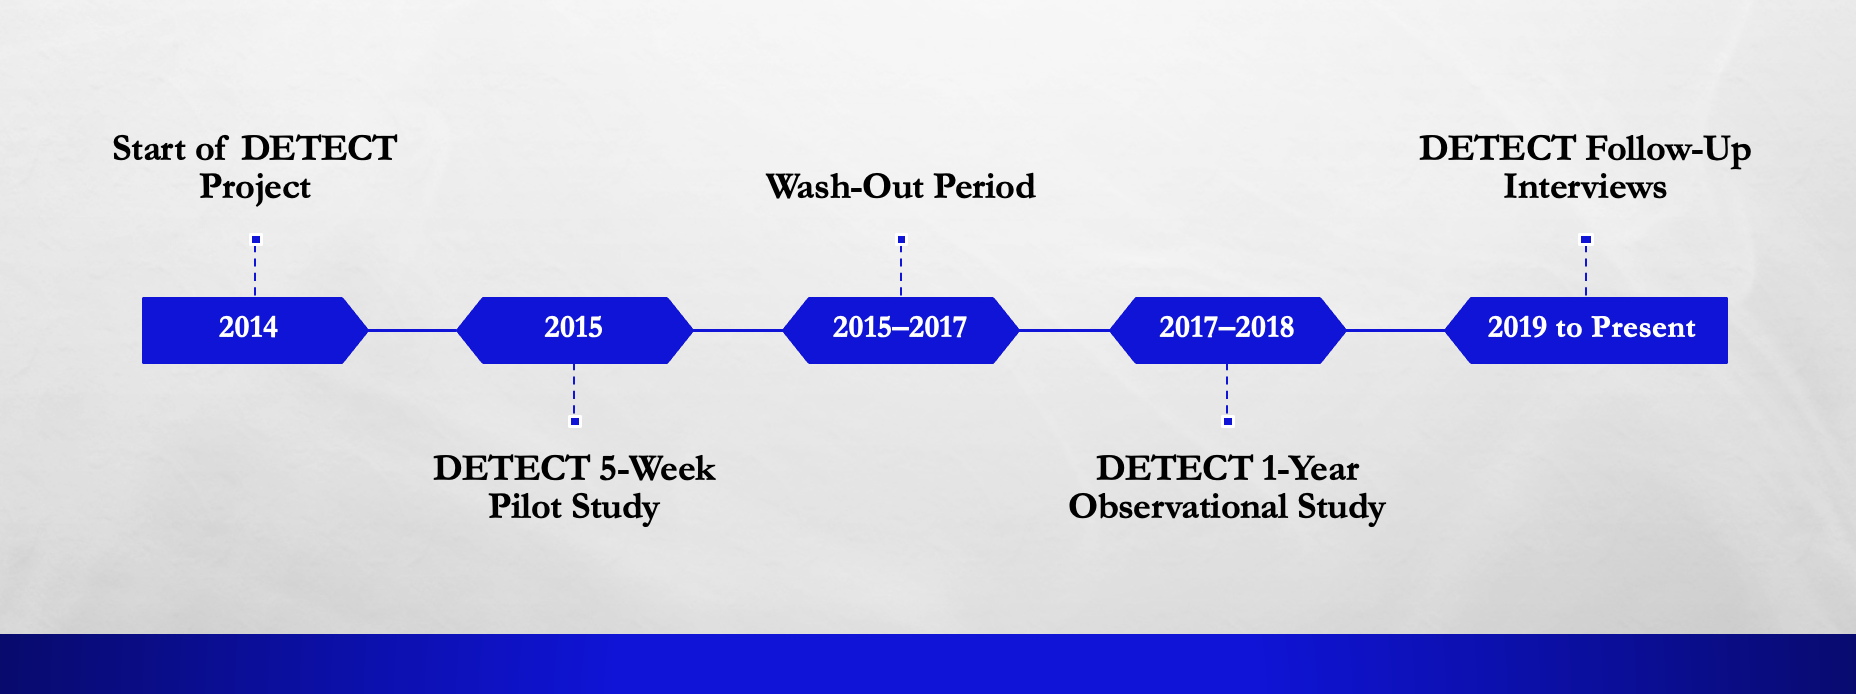 Start of DETECT
Project
Wash-Out Period
DETECT Follow-Up
Interviews
2014
2015
2015–2017
2017–2018
2019 to Present
DETECT 5-Week
Pilot Study
DETECT 1-Year
Observational Study